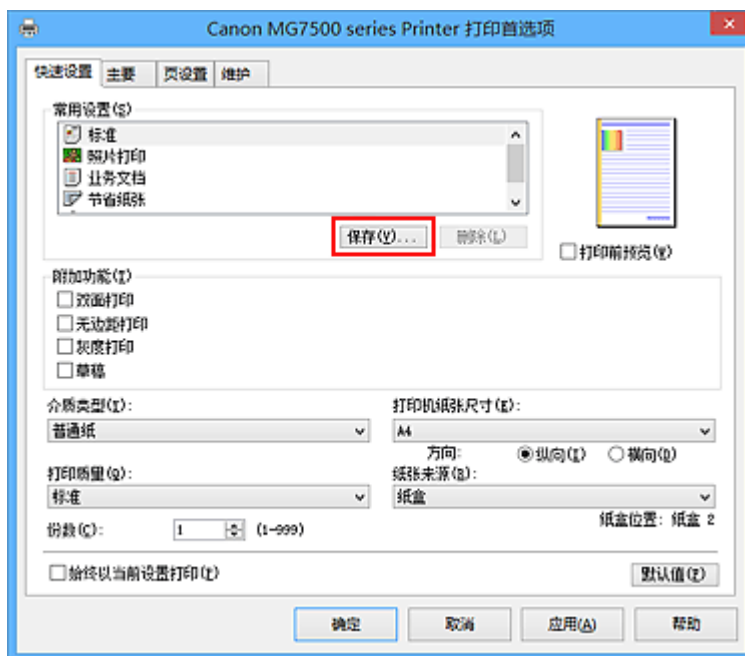 Canon MG7500 series Printer 打印首选项
快速设置 主要 页设置 维护
常用设置(S)
标准
照片打印
业务文档
节省纸张
保存(V)... 删除(L)
打印前预览(W)
附加功能(I)
双面打印
无边距打印
灰度打印
草稿
介质类型(I): 打印机纸张尺寸(E):
普通纸 A4
方向: 纵向(I) 横向(D)
打印质量(Q): 纸张来源(B):
标准 纸盒
份数(C): 1 (1-999) 纸盒位置: 纸盒 2
始终以当前设置打印(P) 默认值(F)
确定 取消 应用(A) 帮助